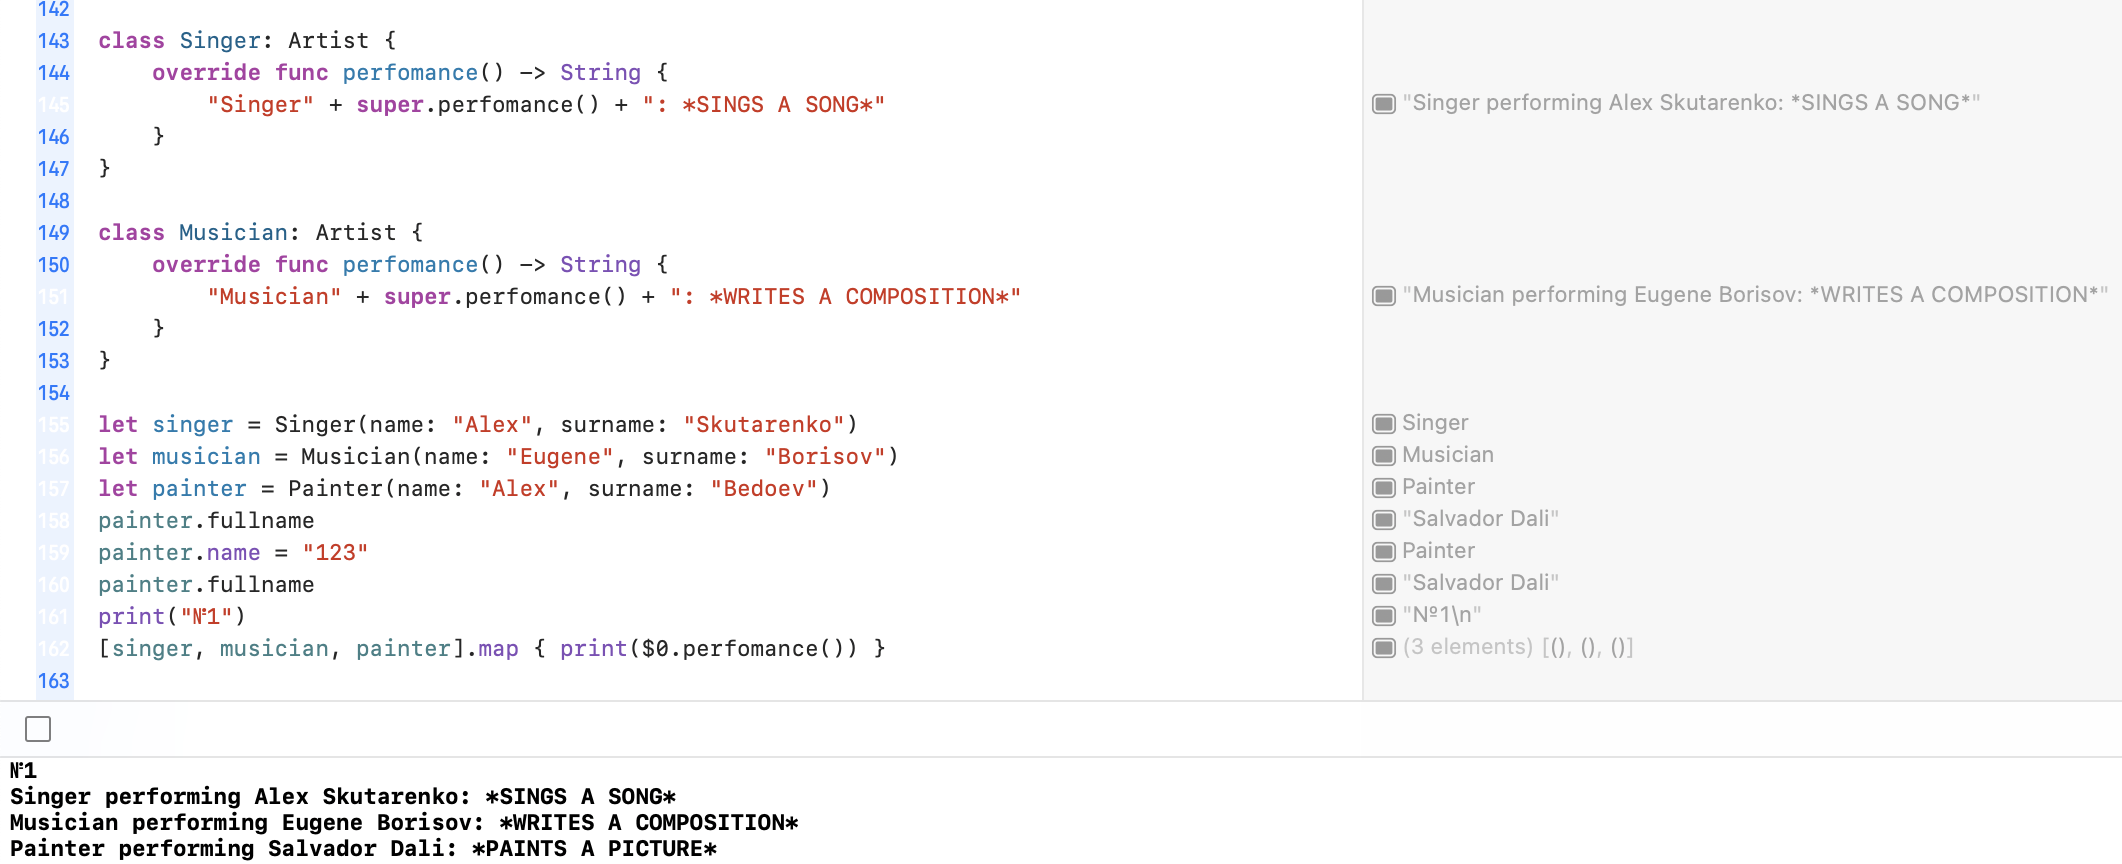 142
143 class Singer: Artist {
144     override func perfomance() -> String {
145         "Singer" + super.perfomance() + ": *SINGS A SONG*" "Singer performing Alex Skutarenko: *SINGS A SONG*"
146     }
147 }
148
149 class Musician: Artist {
150     override func perfomance() -> String {
151         "Musician" + super.perfomance() + ": *WRITES A COMPOSITION*" "Musician performing Eugene Borisov: *WRITES A COMPOSITION*"
152     }
153 }
154
155 let singer = Singer(name: "Alex", surname: "Skutarenko") Singer
156 let musician = Musician(name: "Eugene", surname: "Borisov") Musician
157 let painter = Painter(name: "Alex", surname: "Bedoev") Painter
158 painter.fullname "Salvador Dali"
159 painter.name = "123" Painter
160 painter.fullname "Salvador Dali"
161 print("№1") "№1\n"
162 [singer, musician, painter].map { print($0.perfomance()) } (3 elements) [(), (), ()]
163
№1
Singer performing Alex Skutarenko: *SINGS A SONG*
Musician performing Eugene Borisov: *WRITES A COMPOSITION*
Painter performing Salvador Dali: *PAINTS A PICTURE*